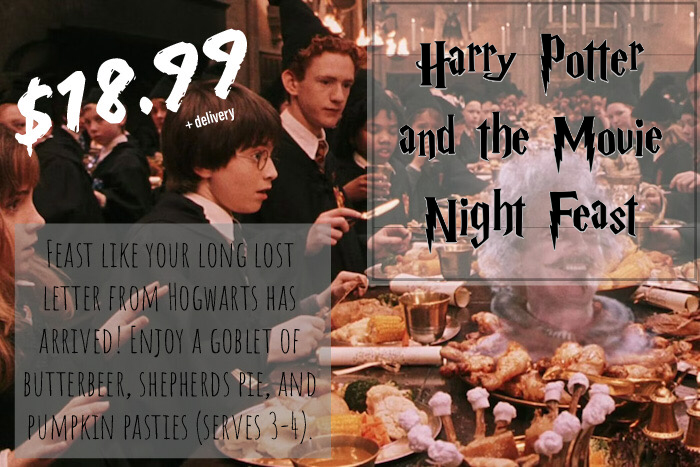 $18.99
+ delivery
Harry Potter
and the Movie
Night Feast
Feast like your long lost
letter from Hogwarts has
arrived! Enjoy a goblet of
butterbeer, shepherds pie, and
pumpkin pasties (serves 3-4).